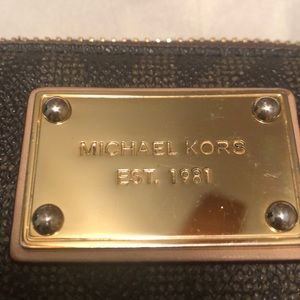 MICHAEL KORS
EST. 1981